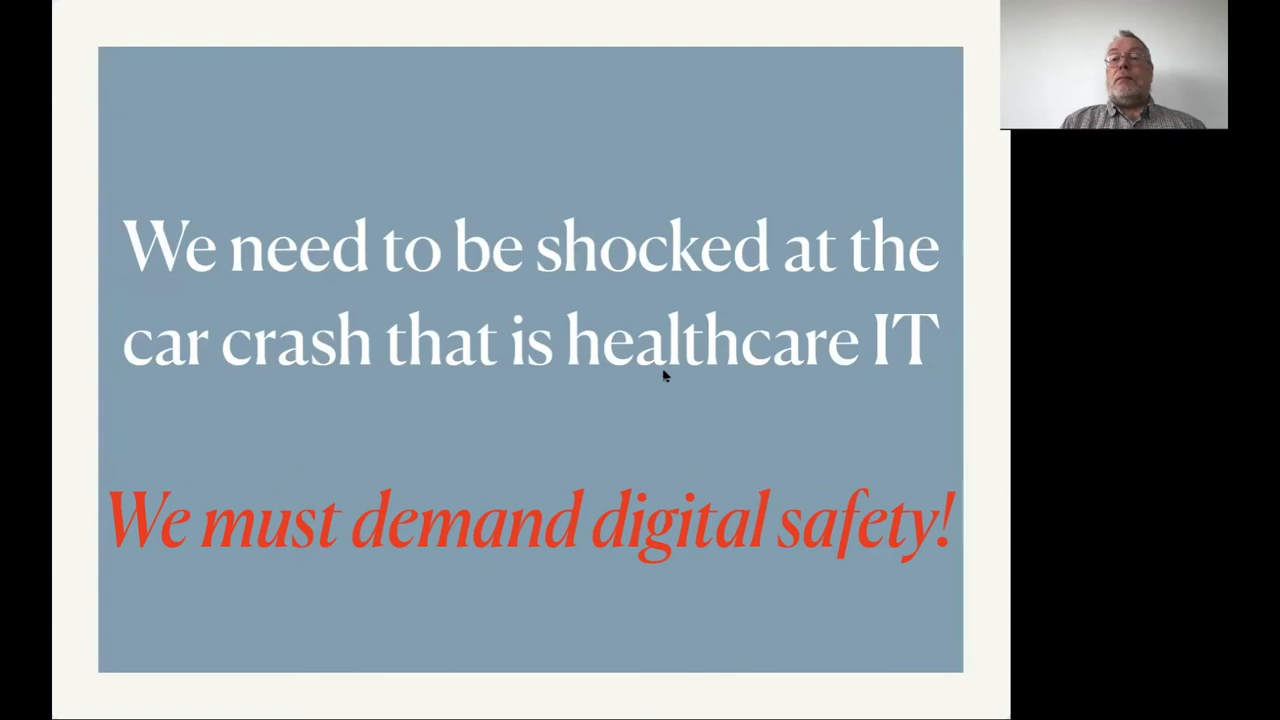 We need to be shocked at the
car crash that is healthcare IT
We must demand digital safety!